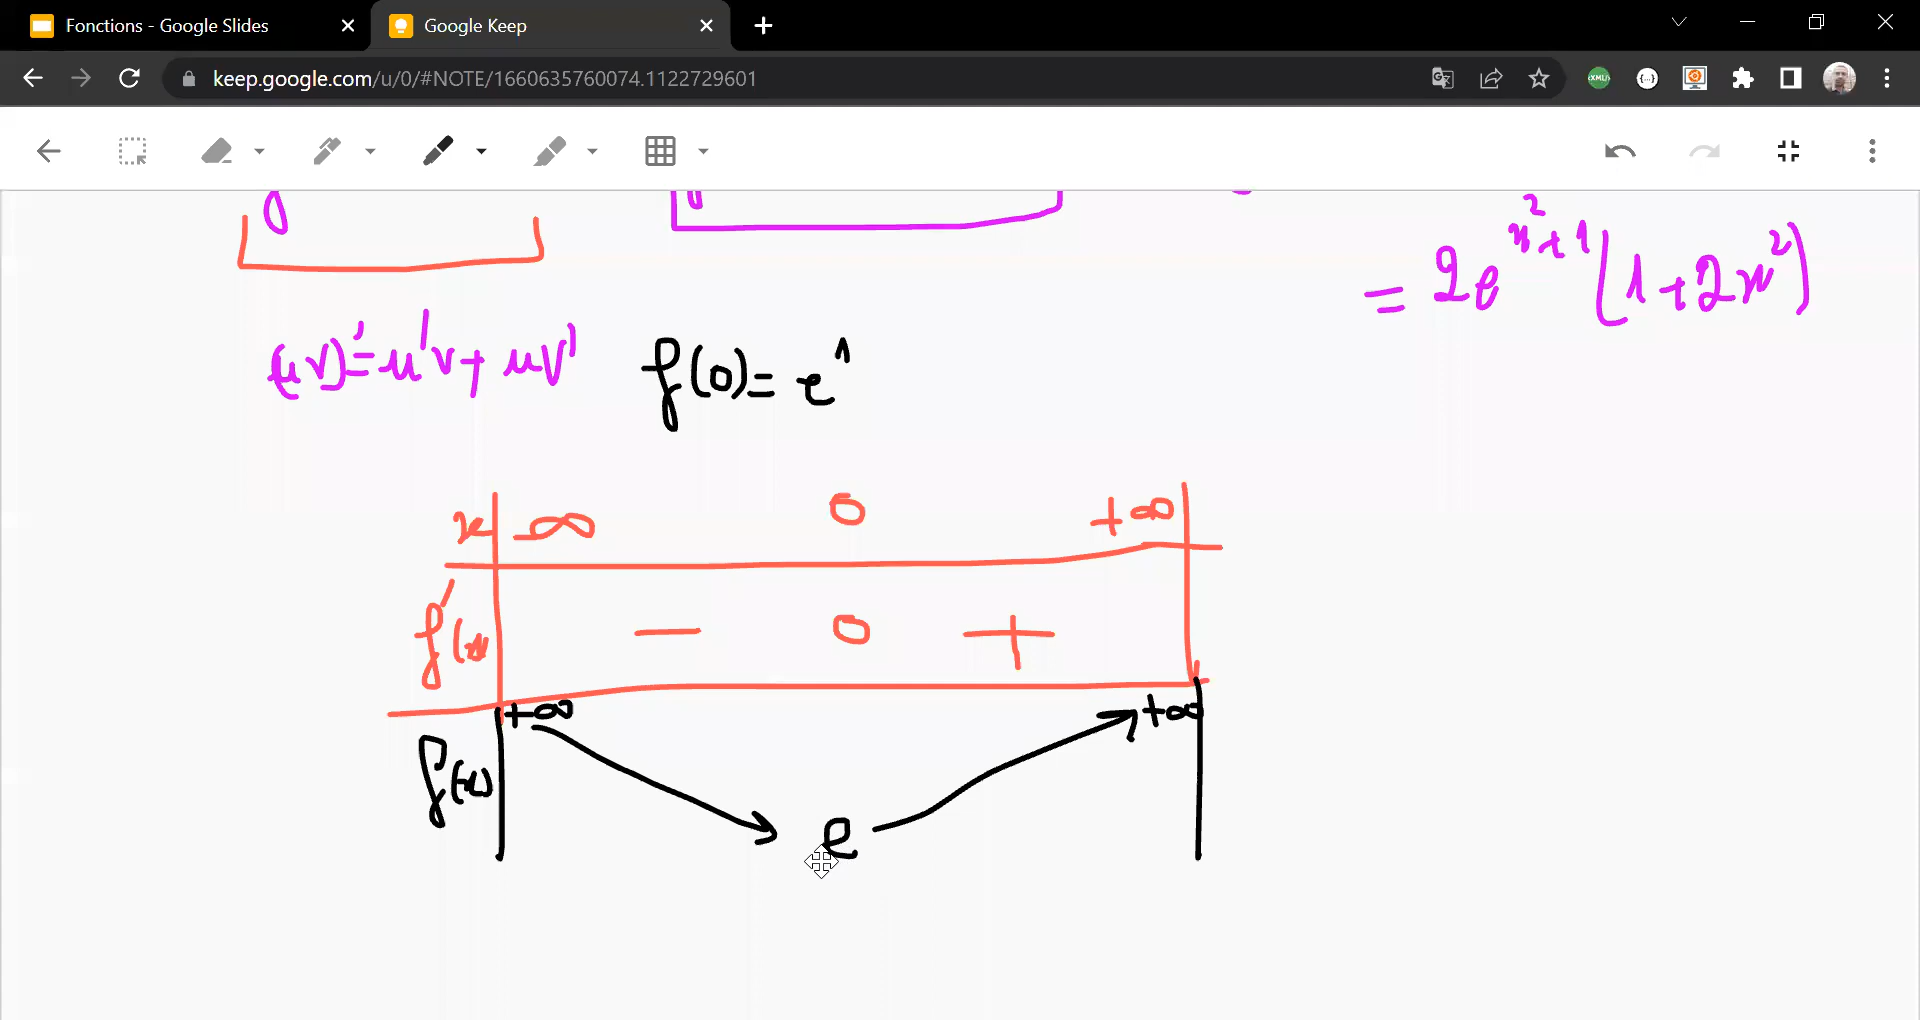 Fonctions - Google Slides
Google Keep
keep.google.com/u/0/#NOTE/1660635760074.1122729601
= 2e^{x²+1}(1+2x²)
(uv)'=u'v+uv'
f(0)= e^1
x -∞ 0 +∞
f'(x - 0 +
+∞ +∞
f(x)
e